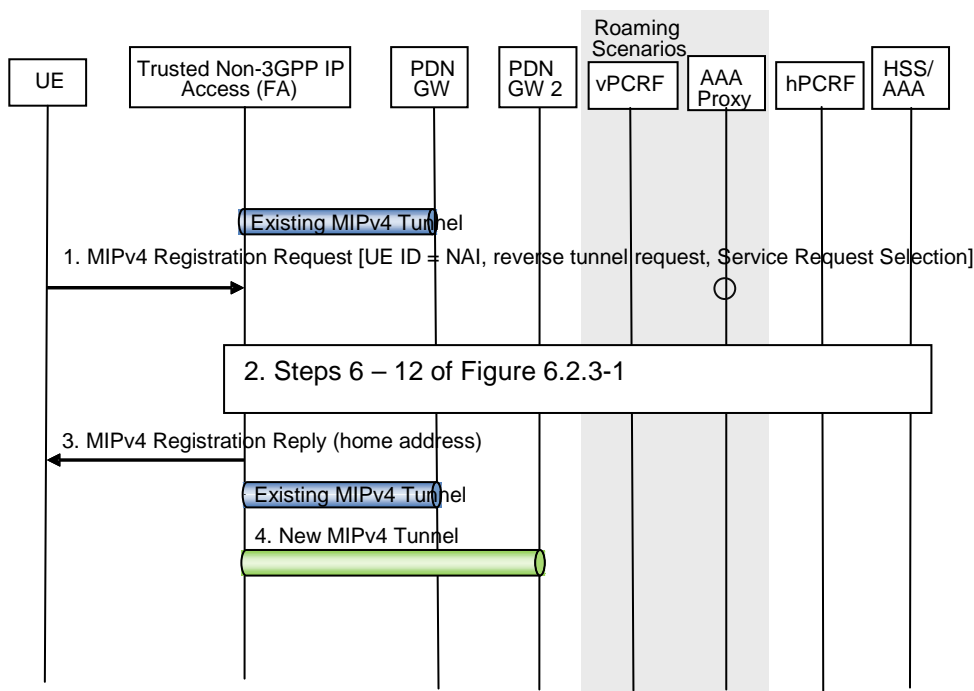 Roaming
Scenarios
UE
Trusted Non-3GPP IP
Access (FA)
PDN
GW
PDN
GW 2
vPCRF
AAA
Proxy
hPCRF
HSS/
AAA
Existing MIPv4 Tunnel
1. MIPv4 Registration Request [UE ID = NAI, reverse tunnel request, Service Request Selection]
2. Steps 6 – 12 of Figure 6.2.3-1
3. MIPv4 Registration Reply (home address)
Existing MIPv4 Tunnel
4. New MIPv4 Tunnel